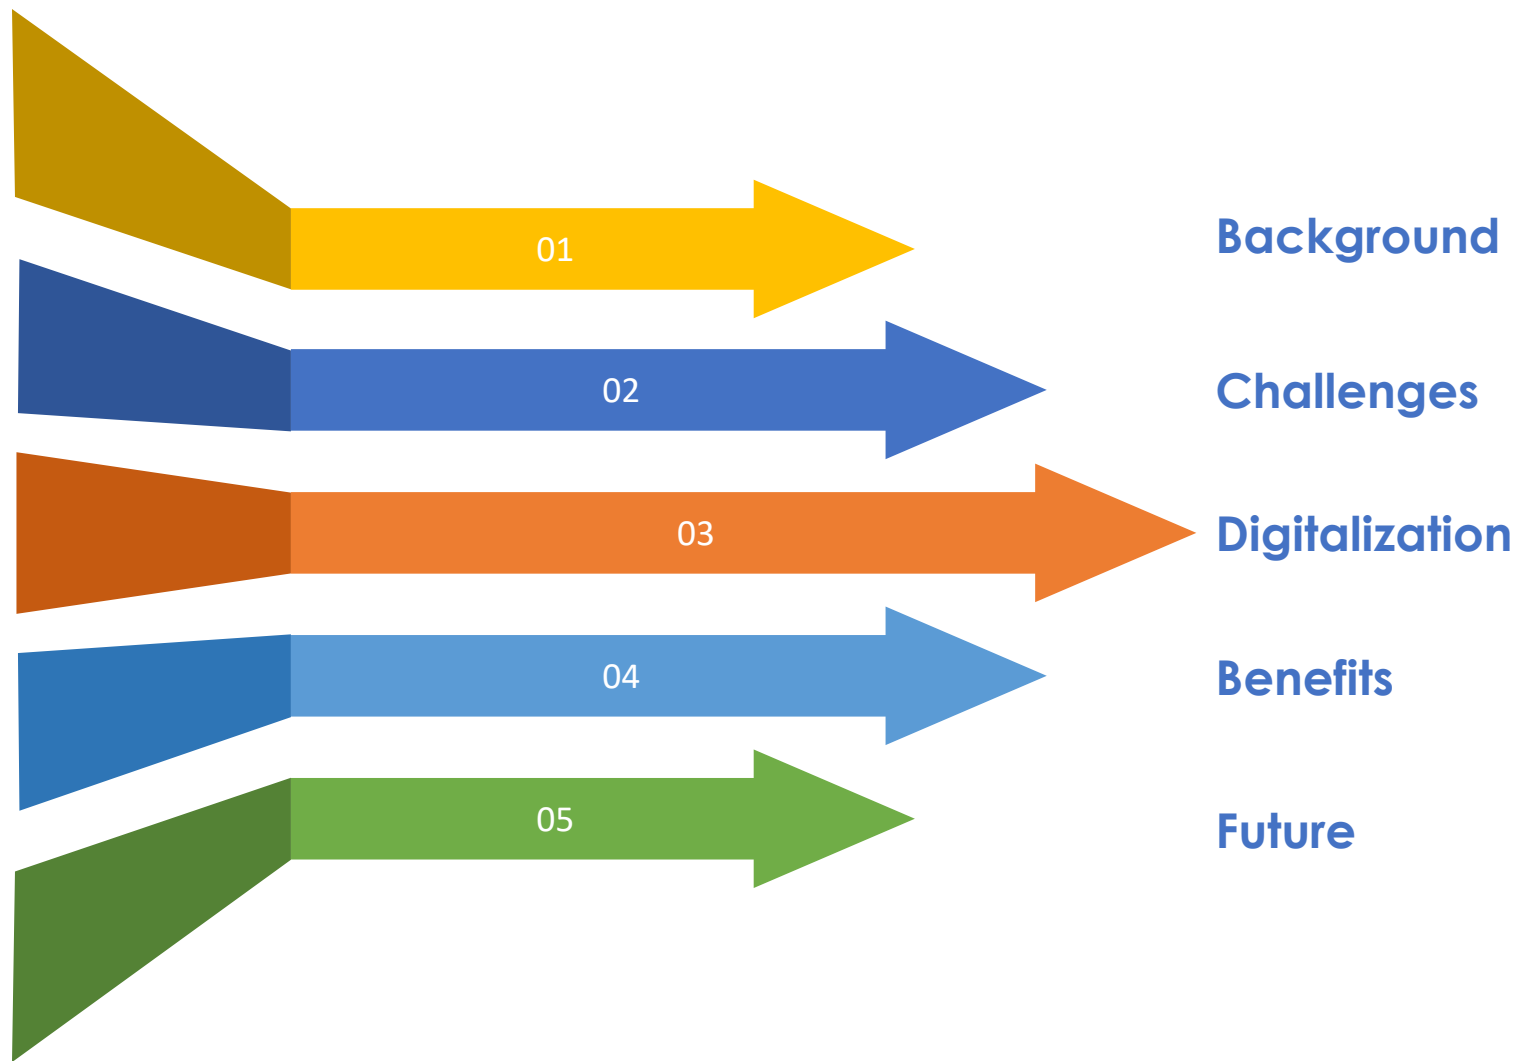 01
Background
02
Challenges
03
Digitalization
04
Benefits
05
Future